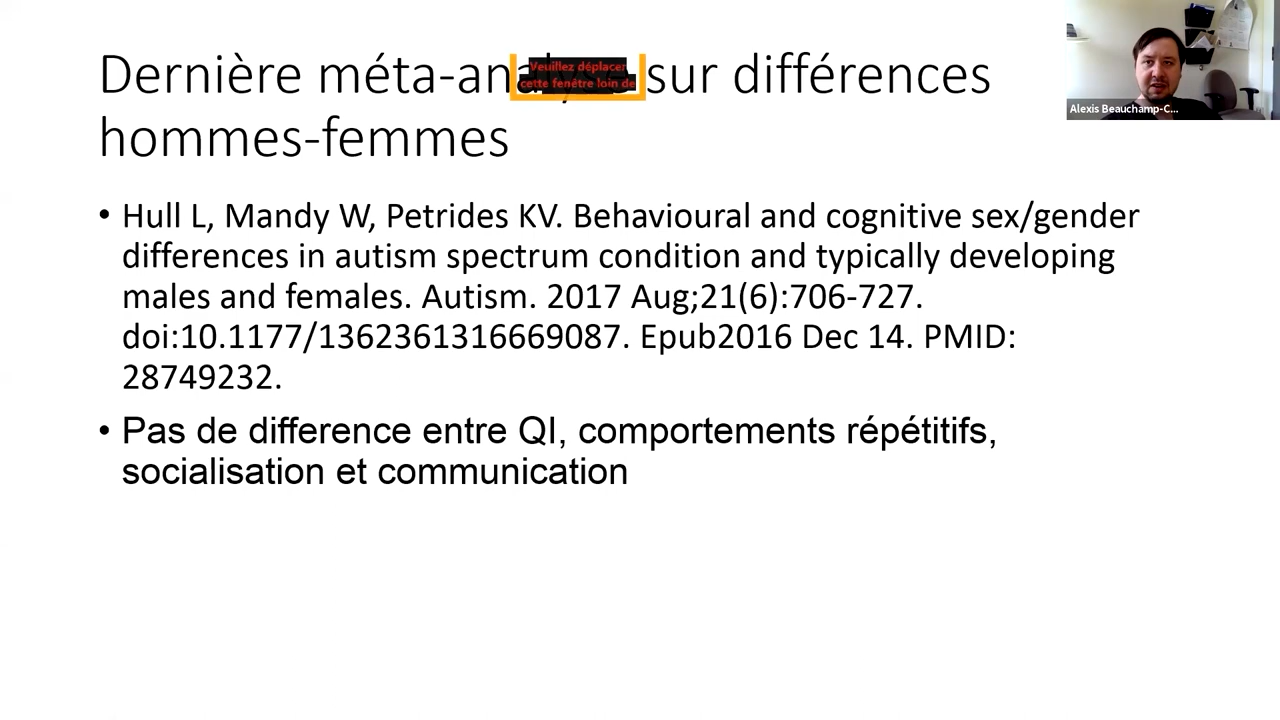 Dernière méta-analyse sur différences
hommes-femmes
Veuillez déplacer
cette fenêtre loin de
Alexis Beauchamp-C...
• Hull L, Mandy W, Petrides KV. Behavioural and cognitive sex/gender
differences in autism spectrum condition and typically developing
males and females. Autism. 2017 Aug;21(6):706-727.
doi:10.1177/1362361316669087. Epub2016 Dec 14. PMID:
28749232.
• Pas de difference entre QI, comportements répétitifs,
socialisation et communication